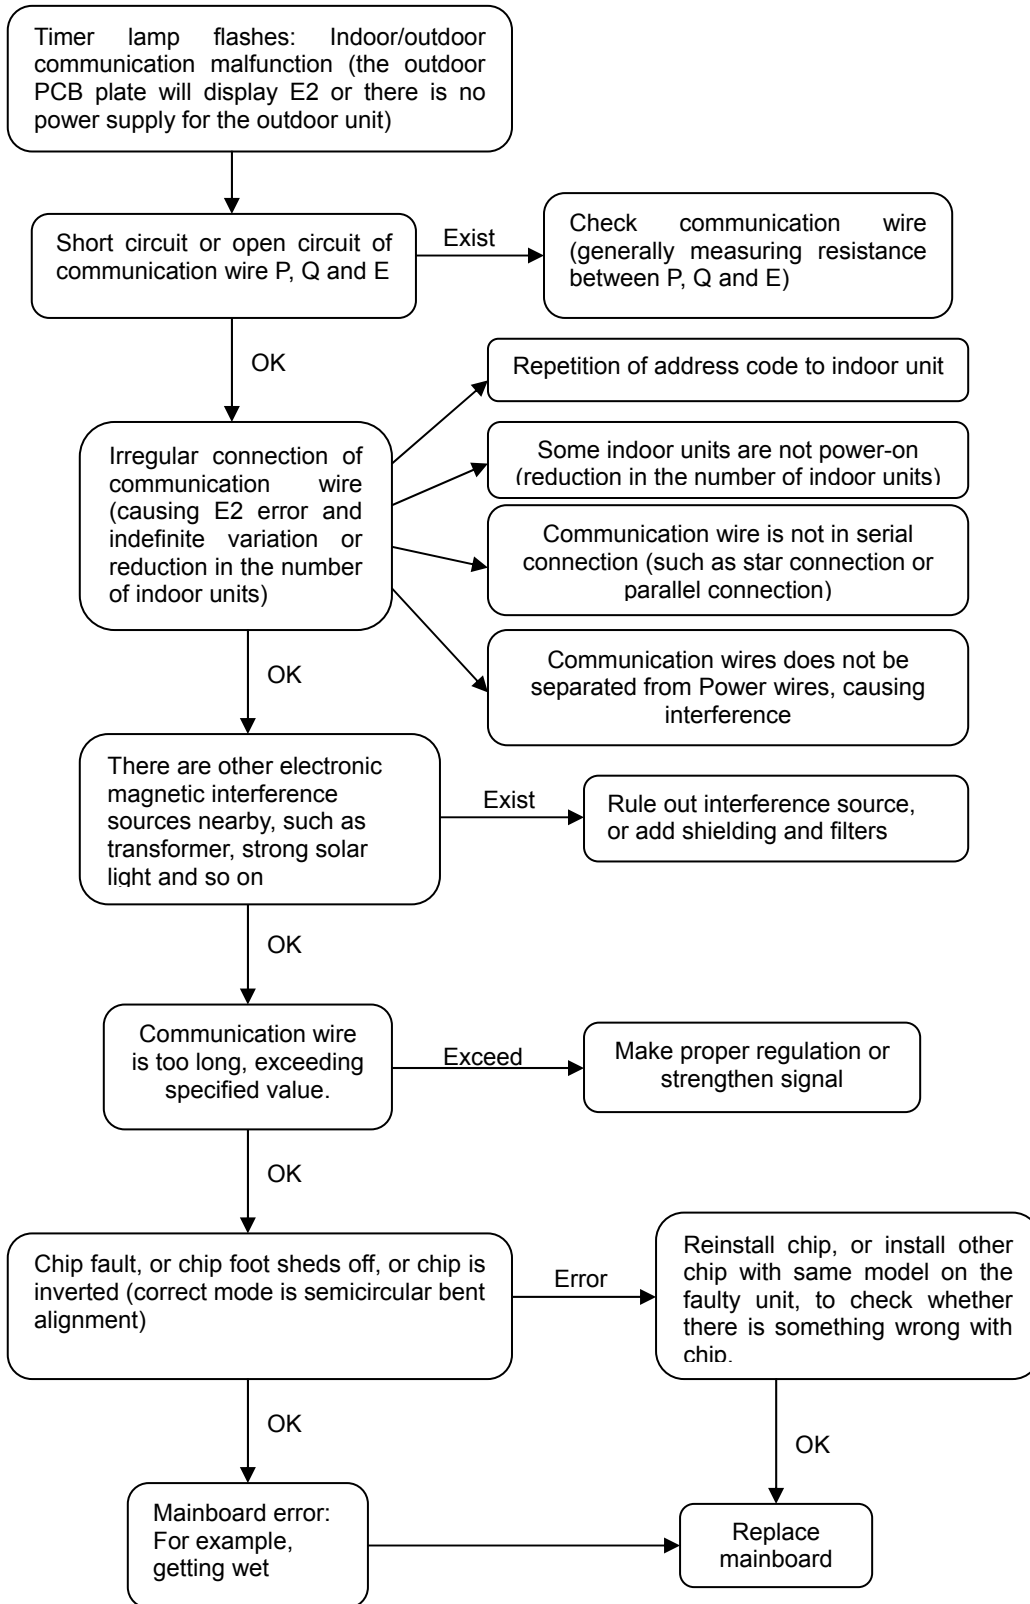 Timer lamp flashes: Indoor/outdoor
communication malfunction (the outdoor
PCB plate will display E2 or there is no
power supply for the outdoor unit)
Short circuit or open circuit of
communication wire P, Q and E
Exist
Check communication wire
(generally measuring resistance
between P, Q and E)
OK
Repetition of address code to indoor unit
Irregular connection of
communication wire
(causing E2 error and
indefinite variation or
reduction in the number
of indoor units)
Some indoor units are not power-on
(reduction in the number of indoor units)
Communication wire is not in serial
connection (such as star connection or
parallel connection)
Communication wires does not be
separated from Power wires, causing
interference
OK
There are other electronic
magnetic interference
sources nearby, such as
transformer, strong solar
light and so on
Exist
Rule out interference source,
or add shielding and filters
OK
Communication wire
is too long, exceeding
specified value.
Exceed
Make proper regulation or
strengthen signal
OK
Chip fault, or chip foot sheds off, or chip is
inverted (correct mode is semicircular bent
alignment)
Error
Reinstall chip, or install other
chip with same model on the
faulty unit, to check whether
there is something wrong with
chip.
OK
OK
Mainboard error:
For example,
getting wet
Replace
mainboard